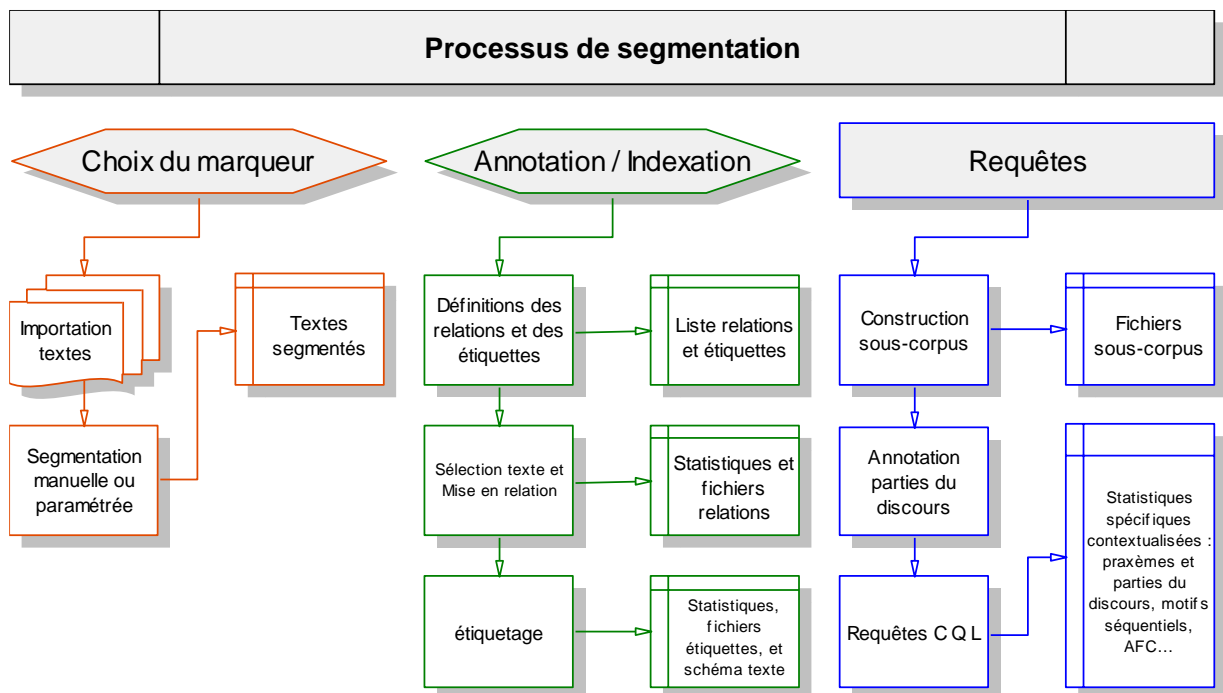 Processus de segmentation
Choix du marqueur
Importation
textes
Textes
segmentés
Segmentation
manuelle ou
paramétrée
Annotation / Indexation
Définitions des
relations et des
étiquettes
Liste relations
et étiquettes
Sélection texte et
Mise en relation
Statistiques et
fichiers
relations
étiquetage
Statistiques,
fichiers
étiquettes, et
schéma texte
Requêtes
Construction
sous-corpus
Fichiers
sous-corpus
Annotation
parties du
discours
Requêtes CQL
Statistiques
spécifiques
contextualisées :
praxèmes et
parties du
discours, motifs
séquentiels,
AFC...